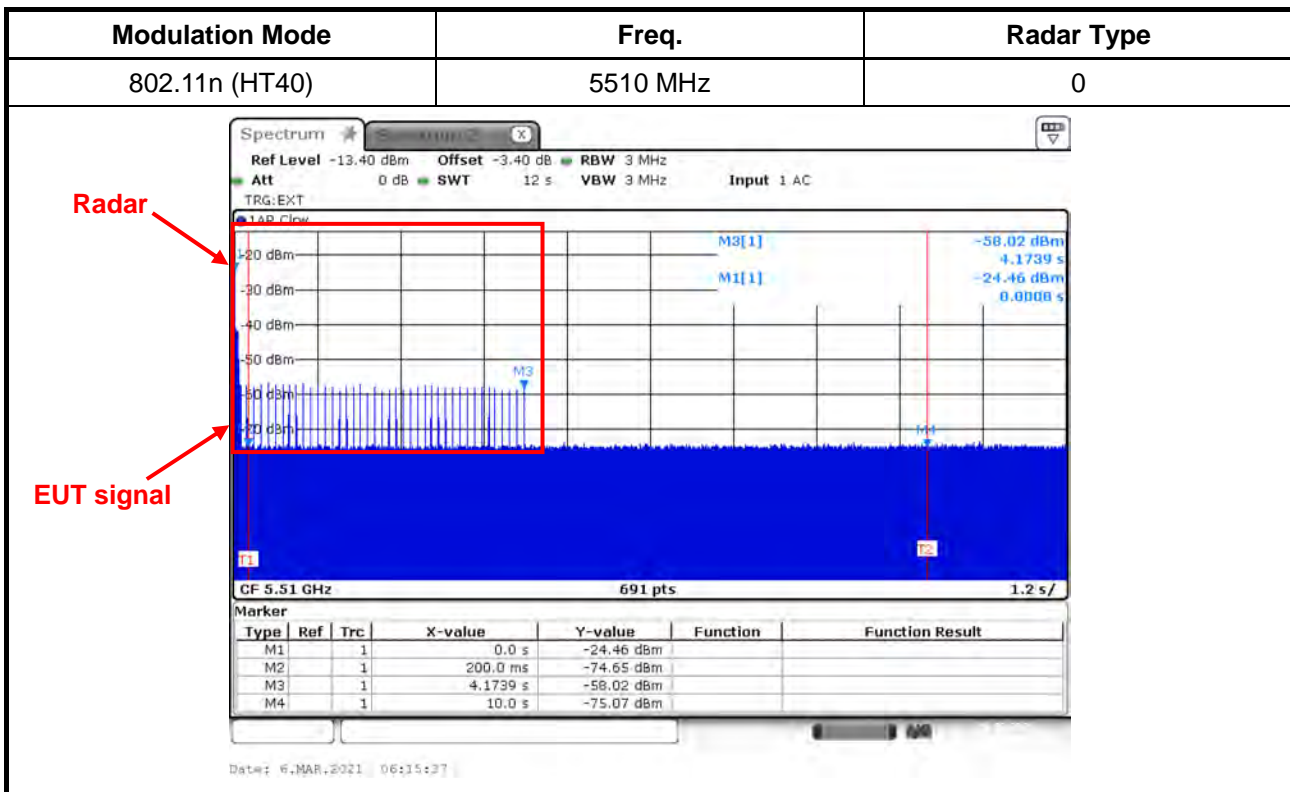 Modulation Mode Freq. Radar Type
802.11n (HT40) 5510 MHz 0
Spectrum X
Ref Level -13.40 dBm Offset -3.40 dB RBW 3 MHz
Att 0 dB SWT 12 s VBW 3 MHz Input 1 AC
TRG:EXT
Radar
1AP Clrw
M3[1] -58.02 dBm
-20 dBm
4.1739 s
M1[1] -24.46 dBm
-30 dBm
0.0000 s
-40 dBm
-50 dBm
M3
-60 dBm
-70 dBm
M4
EUT signal
T1 T2
CF 5.51 GHz 691 pts 1.2 s/
Marker
Type Ref Trc X-value Y-value Function Function Result
M1 1 0.0 s -24.46 dBm
M2 1 200.0 ms -74.65 dBm
M3 1 4.1739 s -58.02 dBm
M4 1 10.0 s -75.07 dBm
Date: 6.MAR.2021 06:15:37